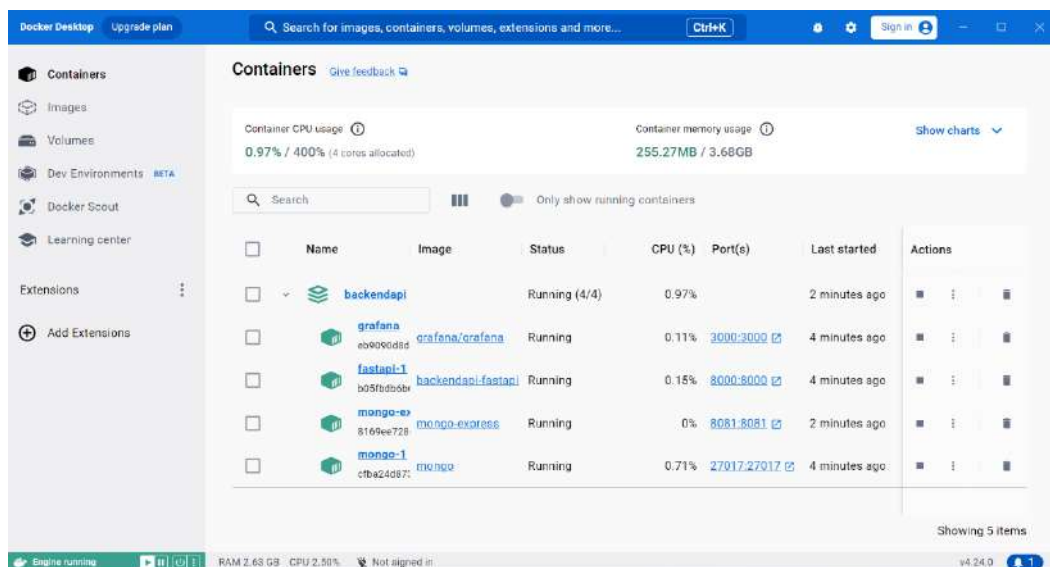 Docker Desktop Upgrade plan Search for images, containers, volumes, extensions and more... Ctrl+K Sign in
Containers
Images
Volumes
Dev Environments BETA
Docker Scout
Learning center
Extensions
Add Extensions
Containers Give feedback
Container CPU usage
0.97% / 400% (4 cores allocated)
Container memory usage
255.27MB / 3.68GB
Show charts
Search
Only show running containers
Name Image Status CPU (%) Port(s) Last started Actions
backendapi Running (4/4) 0.97% 2 minutes ago
grafana
eb9090d8d grafana/grafana Running 0.11% 3000:3000 4 minutes ago
fastapi-1
backendapi-fastapi Running 0.15% 8000:8000 4 minutes ago
mongo-ex
8169ee728 mongo-express Running 0% 8081:8081 2 minutes ago
mongo-1
mongo Running 0.71% 27017:27017 4 minutes ago
Showing 5 items
Engine running RAM 2.63 GB CPU 2.50% Not signed in v4.24.0 1